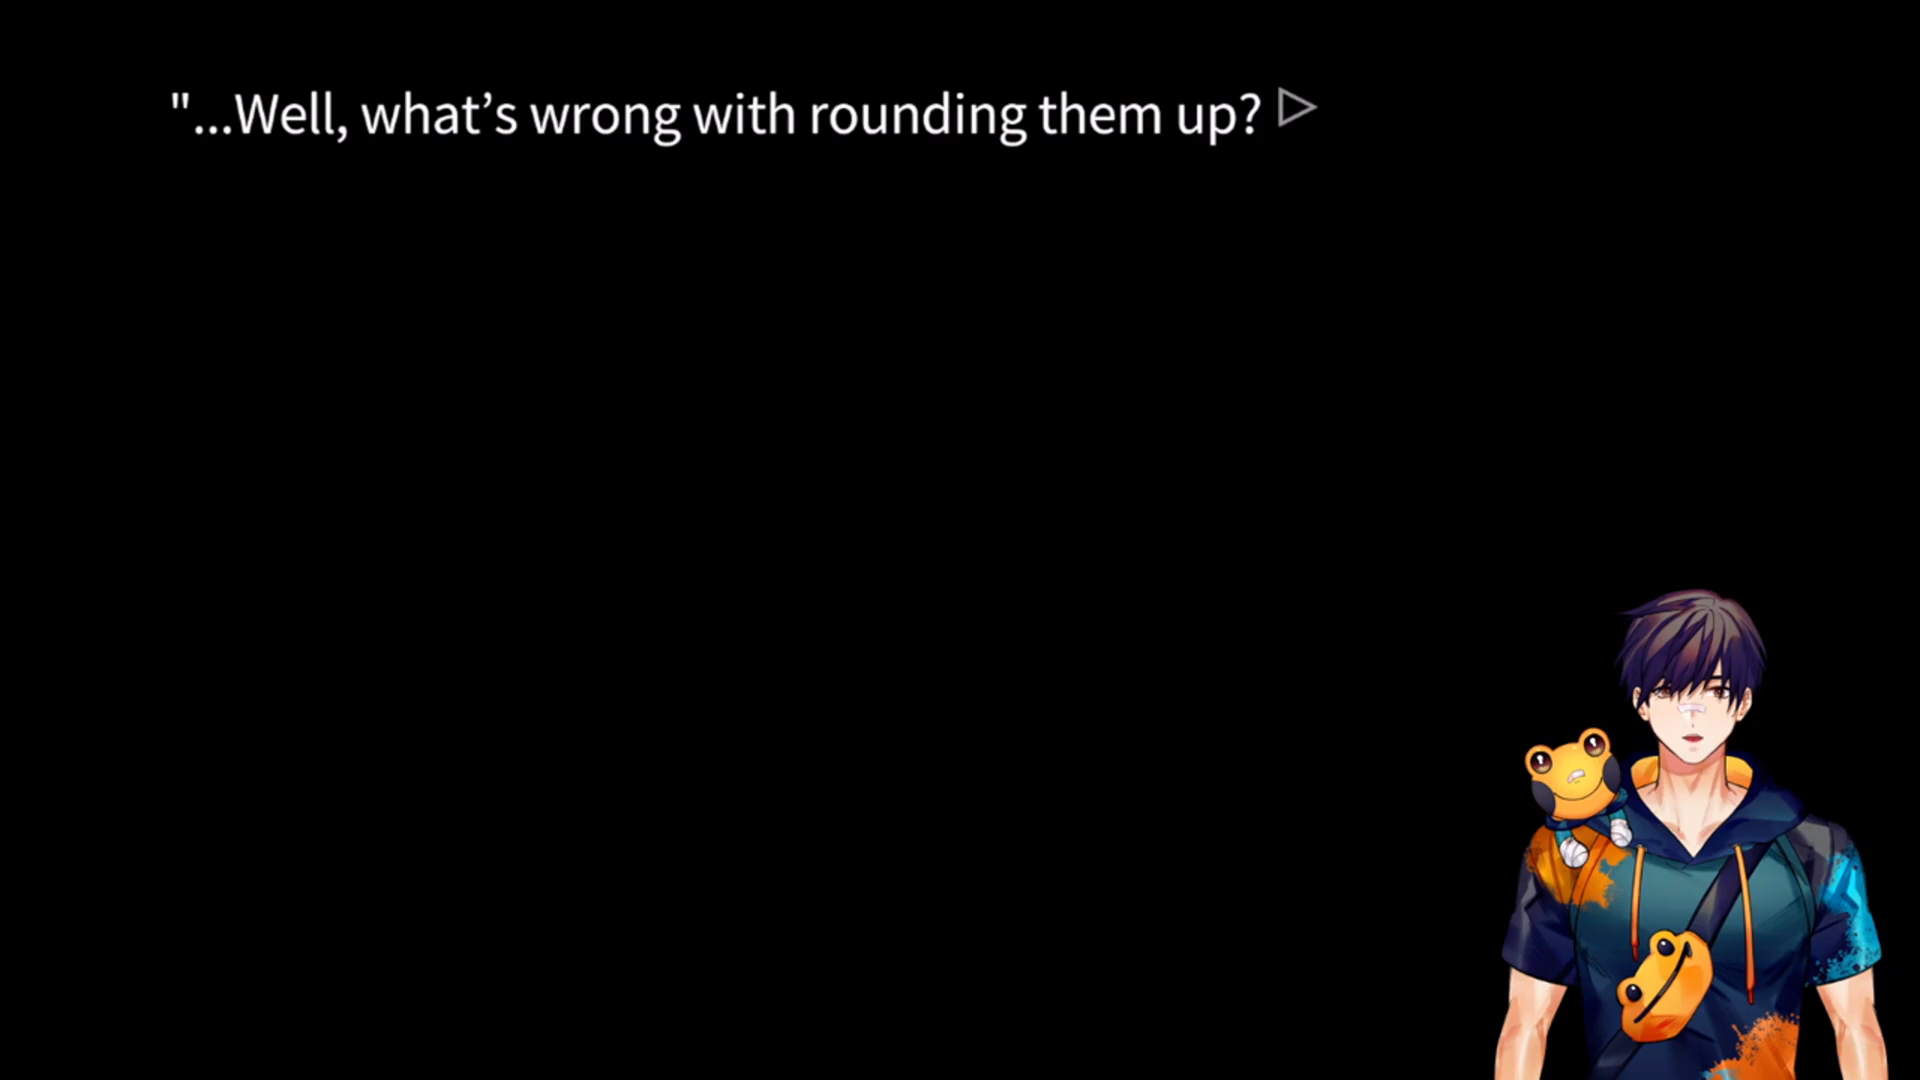 "...Well, what’s wrong with rounding them up?